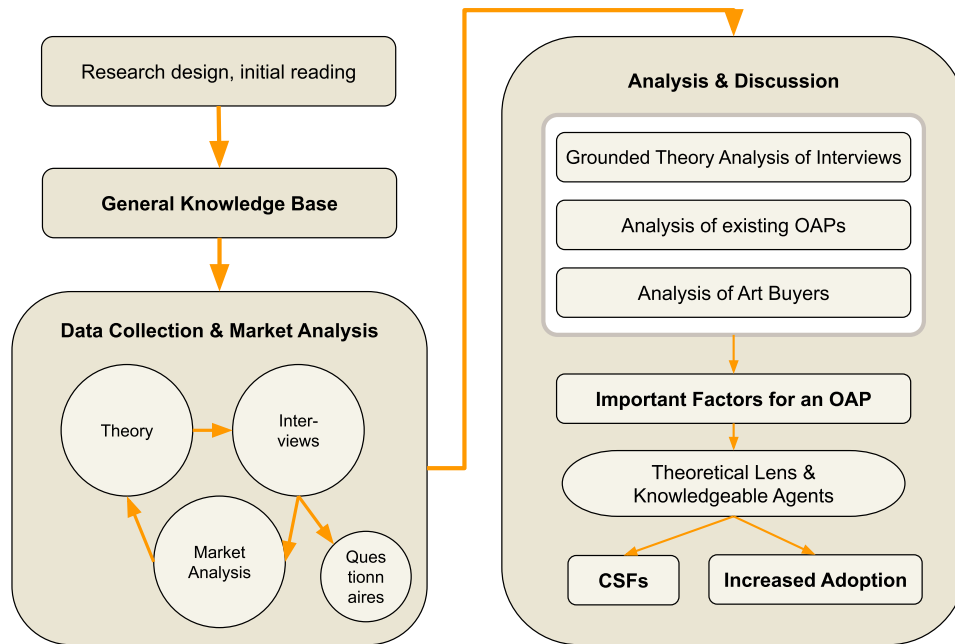 Research design, initial reading
General Knowledge Base
Data Collection & Market Analysis
Theory
Inter-
views
Market
Analysis
Ques
tionn
aires
Analysis & Discussion
Grounded Theory Analysis of Interviews
Analysis of existing OAPs
Analysis of Art Buyers
Important Factors for an OAP
Theoretical Lens &
Knowledgeable Agents
CSFs
Increased Adoption